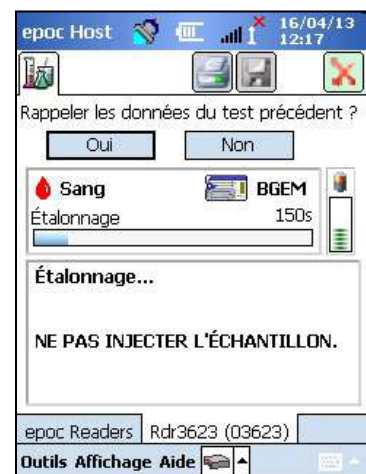 epoc Host 16/04/13
12:17
Rappeler les données du test précédent ?
Oui Non
Sang BGEM
Étalonnage 150s
Étalonnage...
NE PAS INJECTER L'ÉCHANTILLON.
epoc Readers Rdr3623 (03623)
Outils Affichage Aide